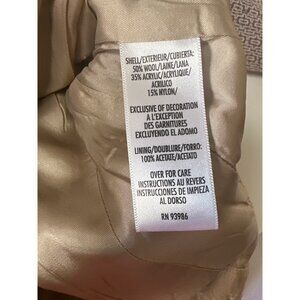 SHELL/EXTERIEUR/CUBIERTA:
50% WOOL/LAINE/LANA
35% ACRYLIC/ACRYLIQUE/
ACRILICO
15% NYLON/
EXCLUSIVE OF DECORATION
A L'EXCEPTION
DES GARNITURES
EXCLUYENDO EL ADOMO
LINING/DOUBLURE/FORRO:
100% ACETATE/ACETATO
OVER FOR CARE
INSTRUCTIONS AU REVERS
INSTRUCCIONES DE LIMPIEZA
AL DORSO
RN 93986